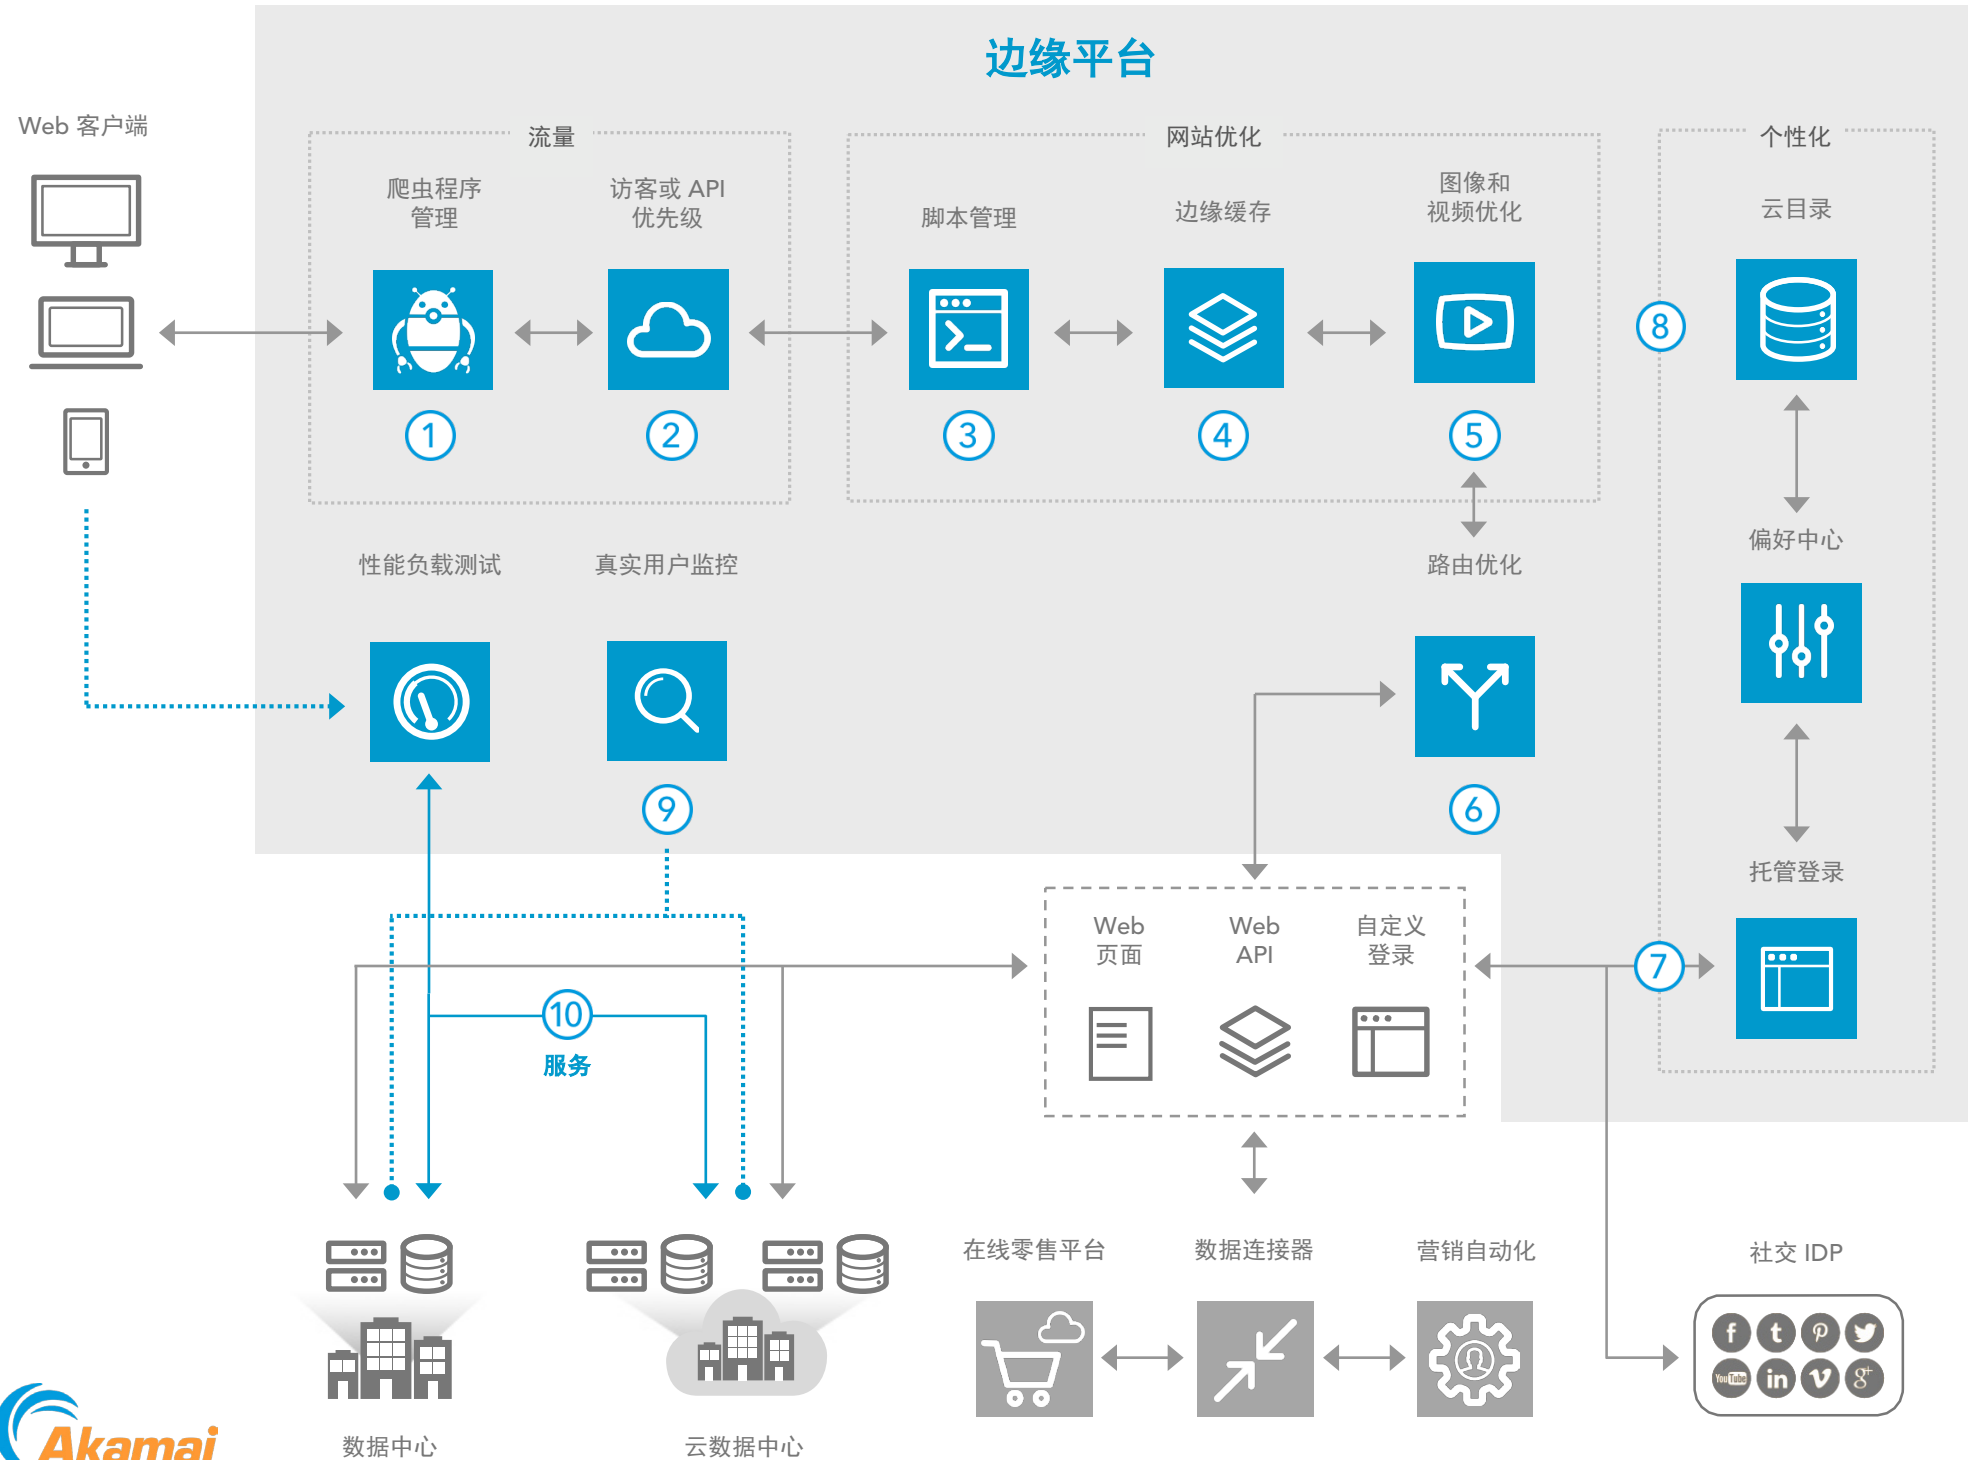 边缘平台
Web 客户端
流量
网站优化
个性化
爬虫程序
管理
访客或 API
优先级
脚本管理
边缘缓存
图像和
视频优化
云目录
8
1
2
3
4
5
性能负载测试
真实用户监控
路由优化
偏好中心
9
6
托管登录
Web
页面
Web
API
自定义
登录
7
10
服务
在线零售平台
数据连接器
营销自动化
社交 IDP
f
t
p
YouTube
in
v
g+
数据中心
云数据中心
Akamai